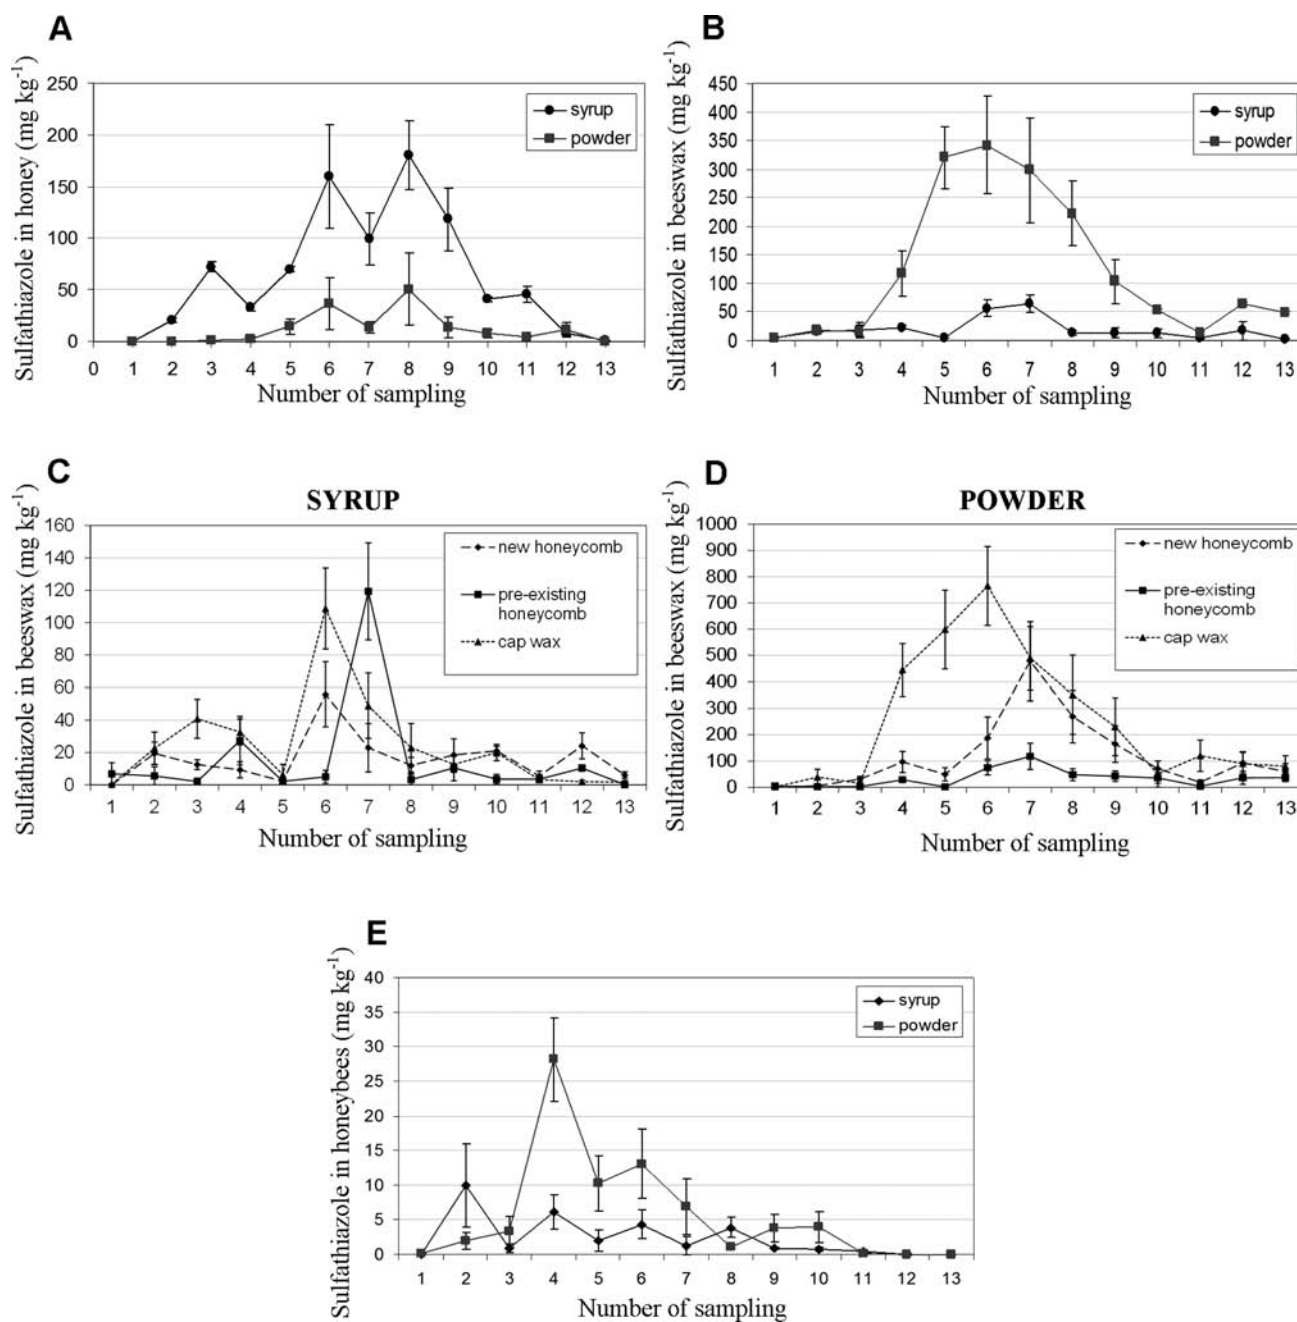 A
Sulfathiazole in honey (mg kg⁻¹)
250
200
150
100
50
0
syrup
powder
0 1 2 3 4 5 6 7 8 9 10 11 12 13
Number of sampling
B
Sulfathiazole in beeswax (mg kg⁻¹)
450
400
350
300
250
200
150
100
50
0
syrup
powder
1 2 3 4 5 6 7 8 9 10 11 12 13
Number of sampling
C
SYRUP
Sulfathiazole in beeswax (mg kg⁻¹)
160
140
120
100
80
60
40
20
0
new honeycomb
pre-existing
honeycomb
cap wax
1 2 3 4 5 6 7 8 9 10 11 12 13
Number of sampling
D
POWDER
Sulfathiazole in beeswax (mg kg⁻¹)
1000
900
800
700
600
500
400
300
200
100
0
new honeycomb
pre-existing
honeycomb
cap wax
1 2 3 4 5 6 7 8 9 10 11 12 13
Number of sampling
E
Sulfathiazole in honeybees (mg kg⁻¹)
40
35
30
25
20
15
10
5
0
syrup
powder
1 2 3 4 5 6 7 8 9 10 11 12 13
Number of sampling